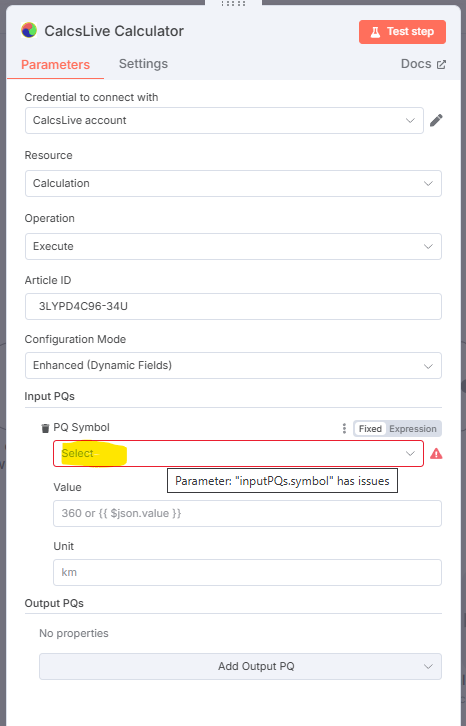 CalcsLive Calculator
Test step
Parameters
Settings
Docs
Credential to connect with
CalcsLive account
Resource
Calculation
Operation
Execute
Article ID
3LYPD4C96-34U
Configuration Mode
Enhanced (Dynamic Fields)
Input PQs
PQ Symbol
Fixed
Expression
Select
Parameter: "inputPQs.symbol" has issues
Value
360 or {{ $json.value }}
Unit
km
Output PQs
No properties
Add Output PQ